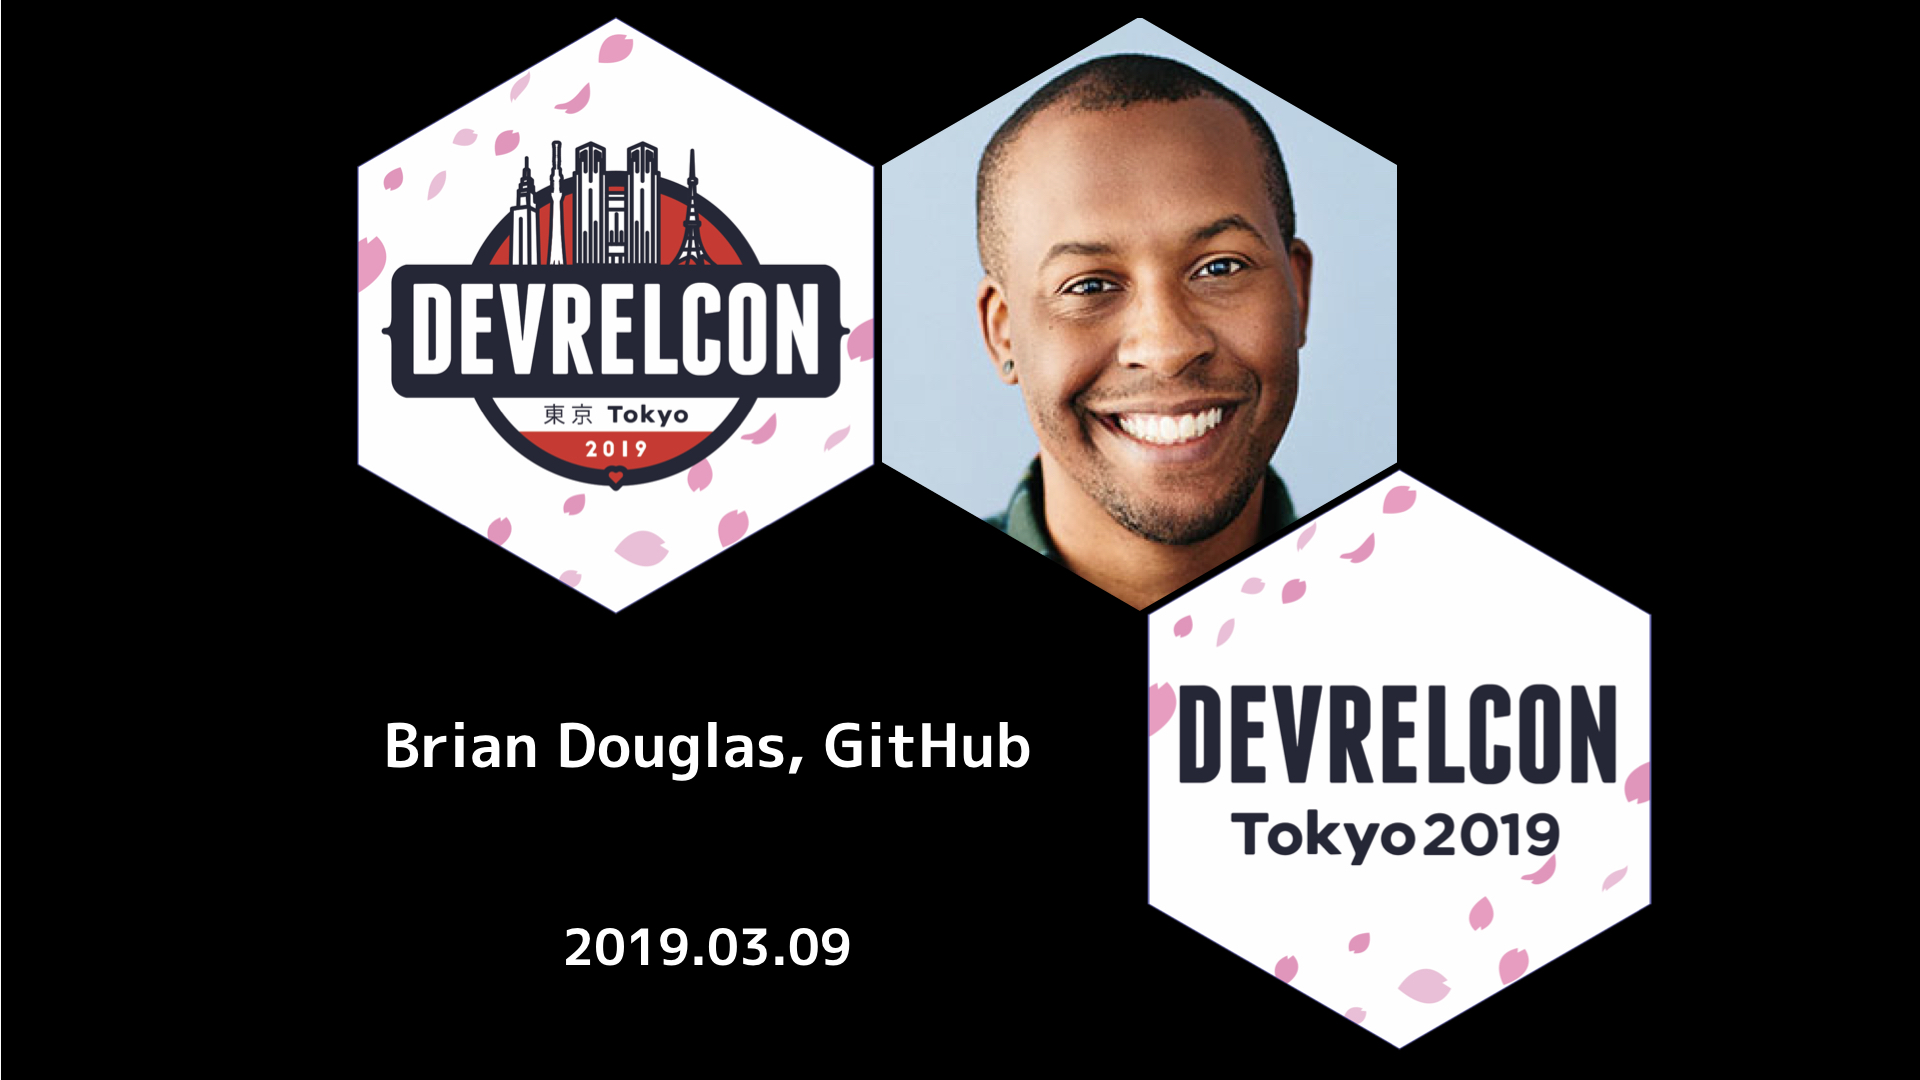 DEVRELCON
東京 Tokyo
2019
Brian Douglas, GitHub
2019.03.09
DEVRELCON
Tokyo2019